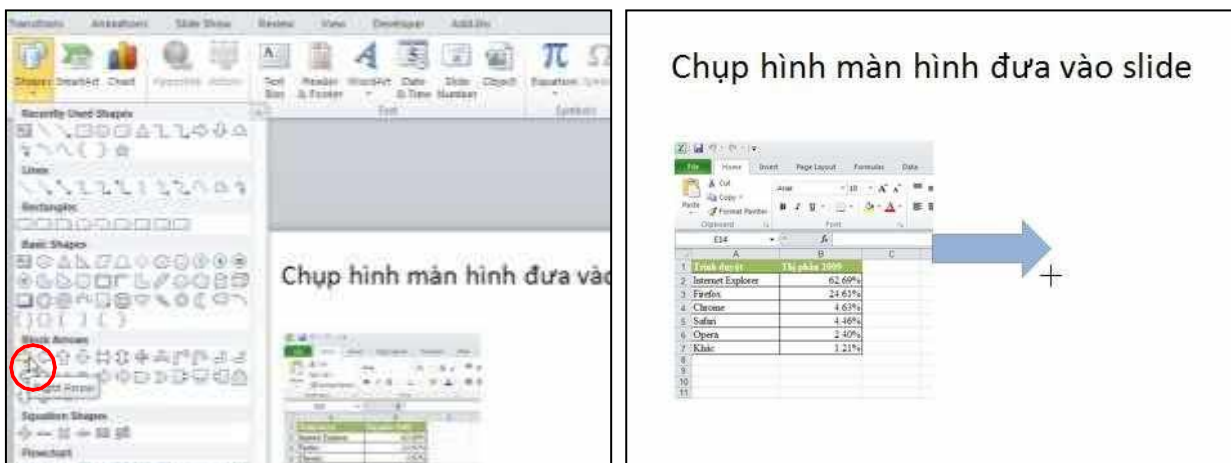 Transitions Animations Slide Show Review View Developer Add-Ins
Shapes SmartArt Chart Hyperlink Action Text Box Header & Footer WordArt Date & Time Slide Number Object Equation
Text Symbols
Recently Used Shapes
Lines
Rectangles
Basic Shapes
Block Arrows
Right Arrow
Equation Shapes
Flowchart
Chụp hình màn hình đưa vào
Chụp hình màn hình đưa vào slide
File Home Insert Page Layout Formulas Data
Cut
Copy
Format Painter
Paste
Arial 10 A A
B I U A
Clipboard Font
E14 fx
A B C
1 Trình duyệt Thị phần 2009
2 Internet Explorer 62.69%
3 Firefox 24.61%
4 Chrome 4.63%
5 Safari 4.46%
6 Opera 2.40%
7 Khác 1.21%
8
9
10
11